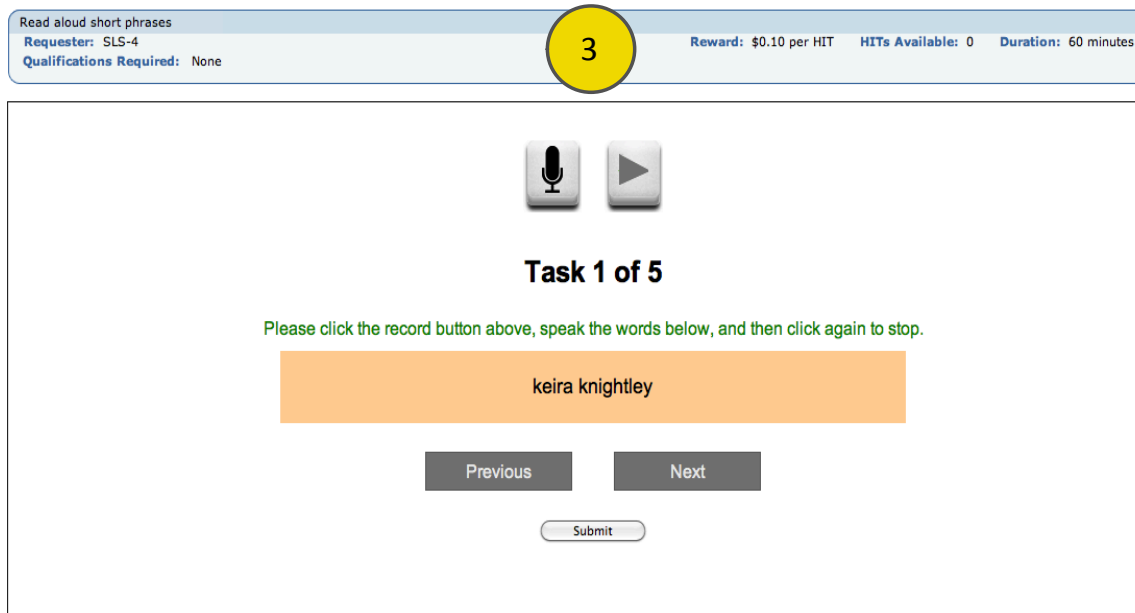 Read aloud short phrases
Requester: SLS-4
3
Reward: $0.10 per HIT HITs Available: 0 Duration: 60 minutes
Qualifications Required: None
Task 1 of 5
Please click the record button above, speak the words below, and then click again to stop.
keira knightley
Previous Next
Submit